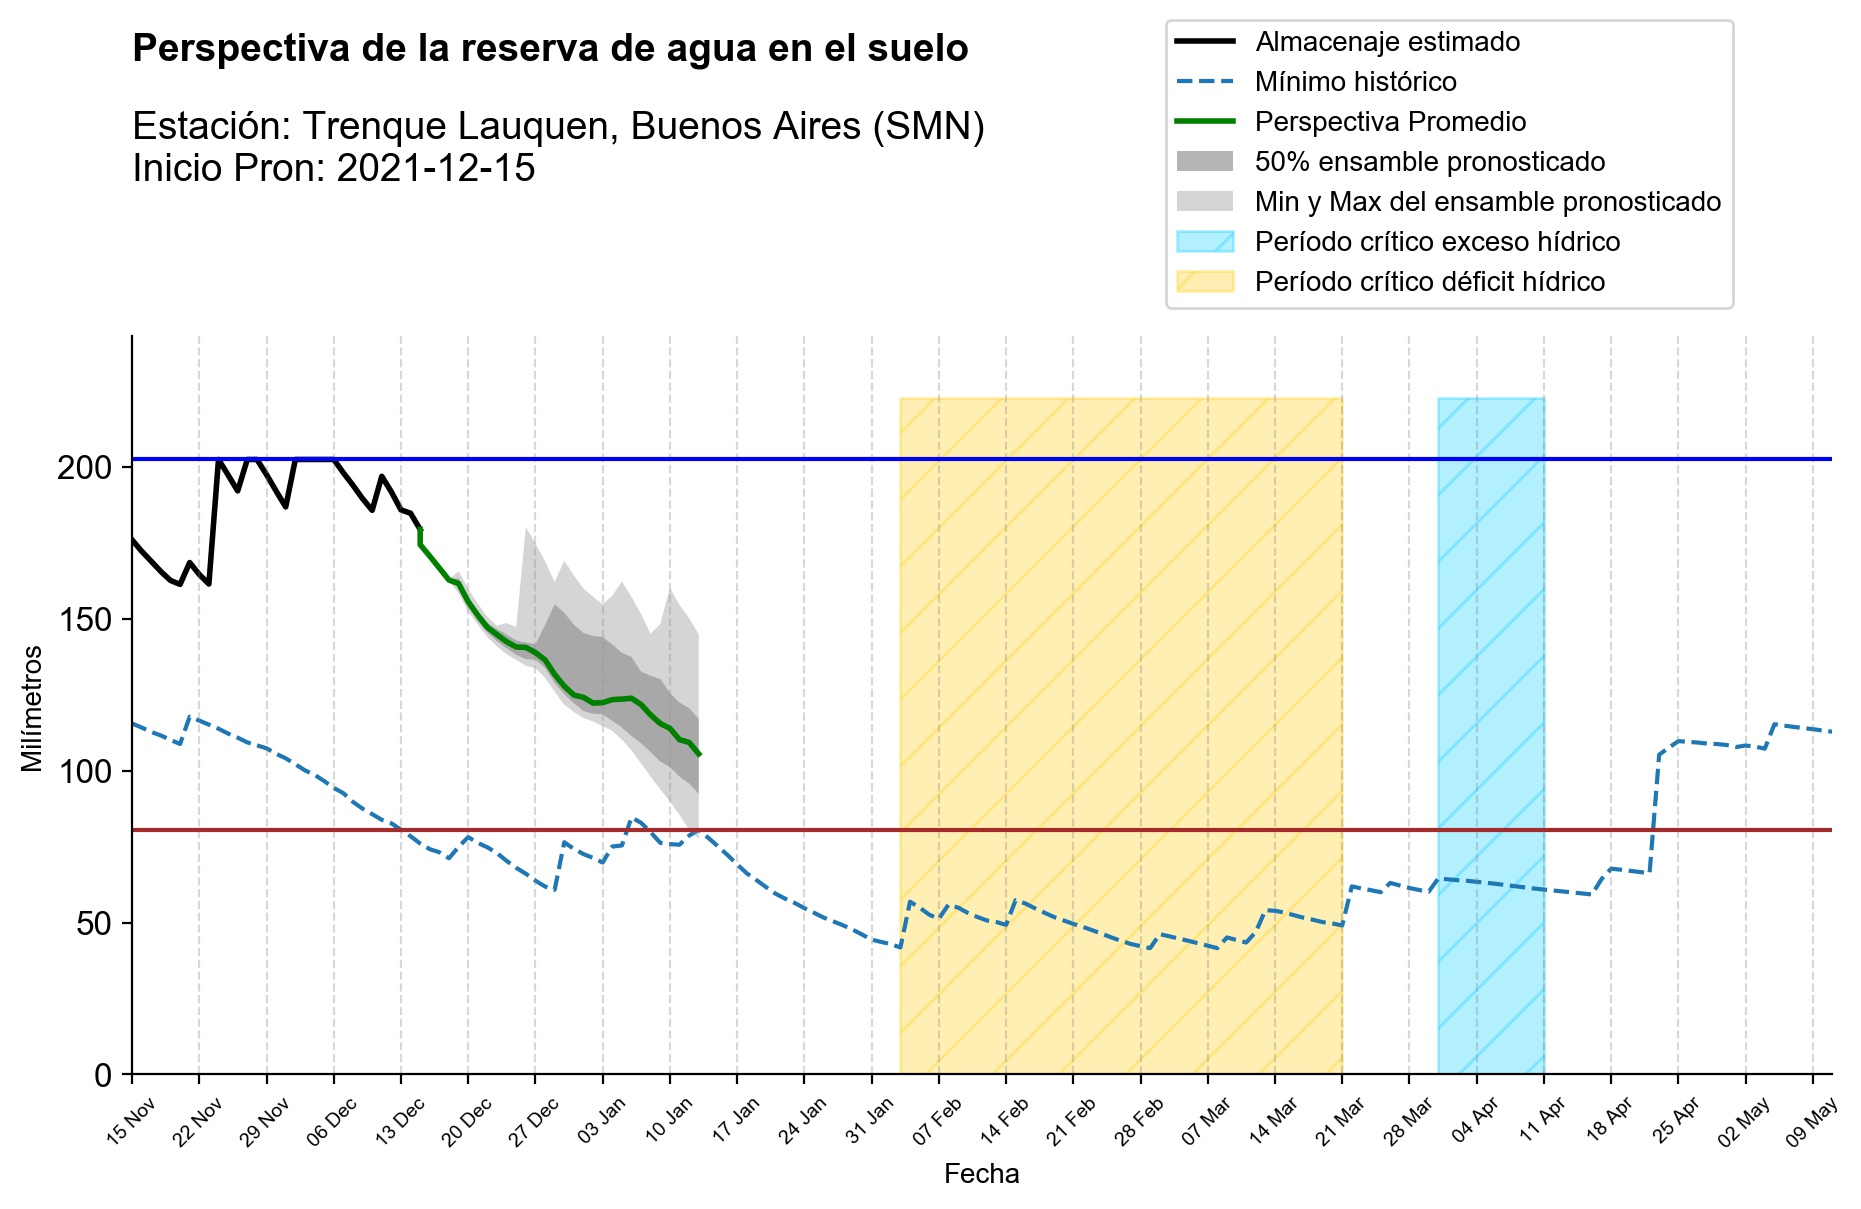 Perspectiva de la reserva de agua en el suelo
Estación: Trenque Lauquen, Buenos Aires (SMN)
Inicio Pron: 2021-12-15
Almacenaje estimado
Mínimo histórico
Perspectiva Promedio
50% ensamble pronosticado
Min y Max del ensamble pronosticado
Período crítico exceso hídrico
Período crítico déficit hídrico
Milímetros
200
150
100
50
0
15 Nov
22 Nov
29 Nov
06 Dec
13 Dec
20 Dec
27 Dec
03 Jan
10 Jan
17 Jan
24 Jan
31 Jan
07 Feb
14 Feb
21 Feb
28 Feb
07 Mar
14 Mar
21 Mar
28 Mar
04 Apr
11 Apr
18 Apr
25 Apr
02 May
09 May
Fecha